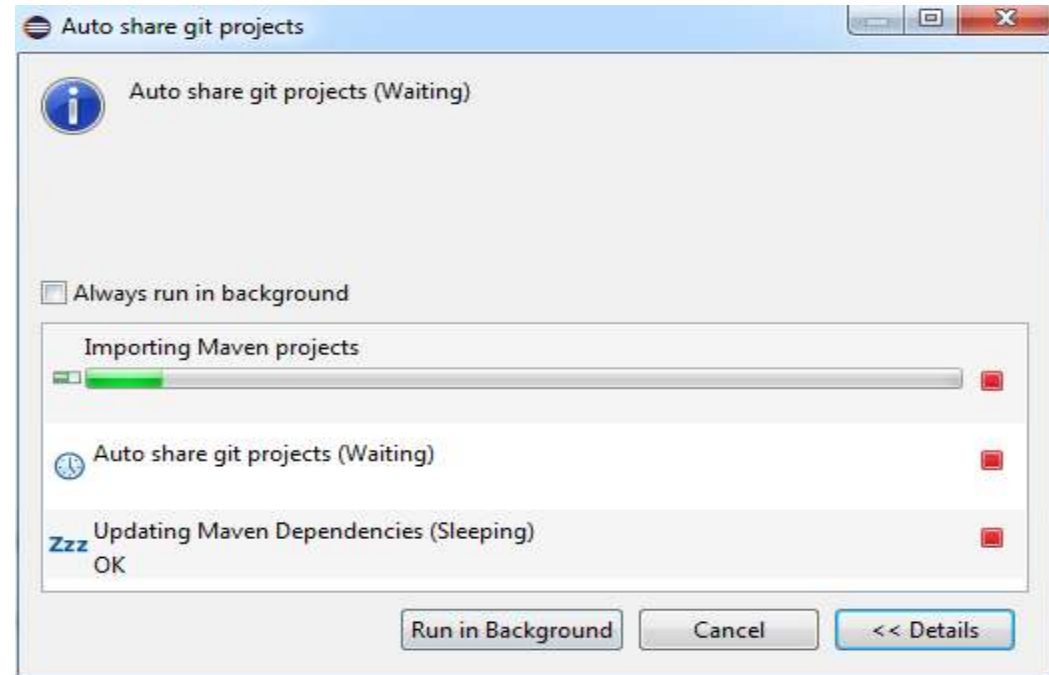 Auto share git projects
Auto share git projects (Waiting)
Always run in background
Importing Maven projects
Auto share git projects (Waiting)
Zzz Updating Maven Dependencies (Sleeping)
OK
Run in Background Cancel << Details